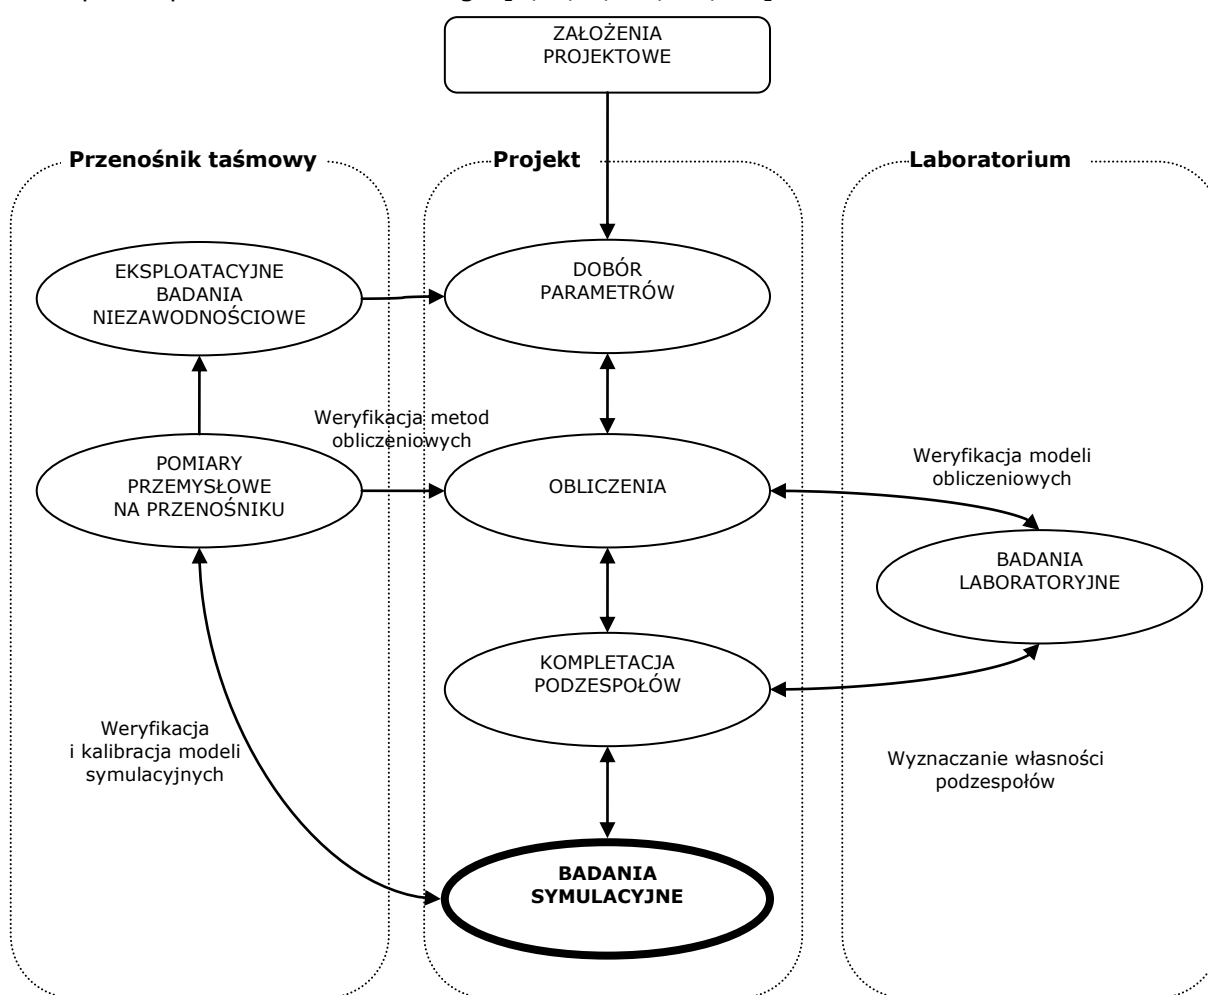 ZAŁOŻENIA
PROJEKTOWE
Przenośnik taśmowy
Projekt
Laboratorium
EKSPLOATACYJNE
BADANIA
NIEZAWODNOŚCIOWE
DOBÓR
PARAMETRÓW
Weryfikacja metod
obliczeniowych
POMIARY
PRZEMYSŁOWE
NA PRZENOŚNIKU
OBLICZENIA
Weryfikacja modeli
obliczeniowych
BADANIA
LABORATORYJNE
KOMPLETACJA
PODZESPOŁÓW
Weryfikacja
i kalibracja modeli
symulacyjnych
Wyznaczanie własności
podzespołów
BADANIA
SYMULACYJNE